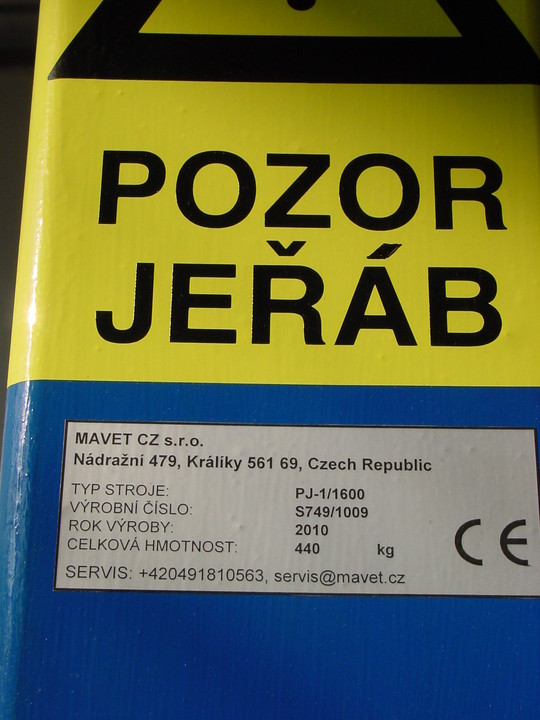 POZOR
JEŘÁB
MAVET CZ s.r.o.
Nádražní 479, Králíky 561 69, Czech Republic
TYP STROJE: PJ-1/1600
VÝROBNÍ ČÍSLO: S749/1009
ROK VÝROBY: 2010
CELKOVÁ HMOTNOST: 440 kg
CE
SERVIS: +420491810563, servis@mavet.cz